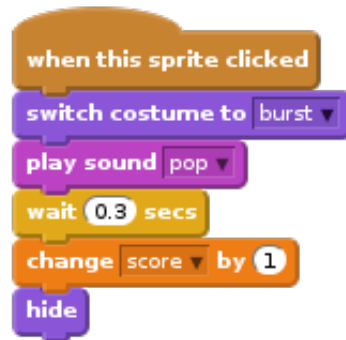 when this sprite clicked
switch costume to burst
play sound pop
wait 0.3 secs
change score by 1
hide